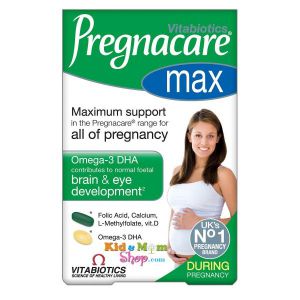 Vitabiotics
Pregnacare®
max
Maximum support
in the Pregnacare® range for
all of pregnancy
Omega-3 DHA
contributes to normal foetal
brain & eye
development‡
Folic Acid, Calcium,
L-Methylfolate, vit.D
Omega-3 DHA
Kid & Mom
Shop.com
UK's
No1
PREGNANCY
BRAND
VITABIOTICS
SCIENCE OF HEALTHY LIVING
DURING
PREGNANCY